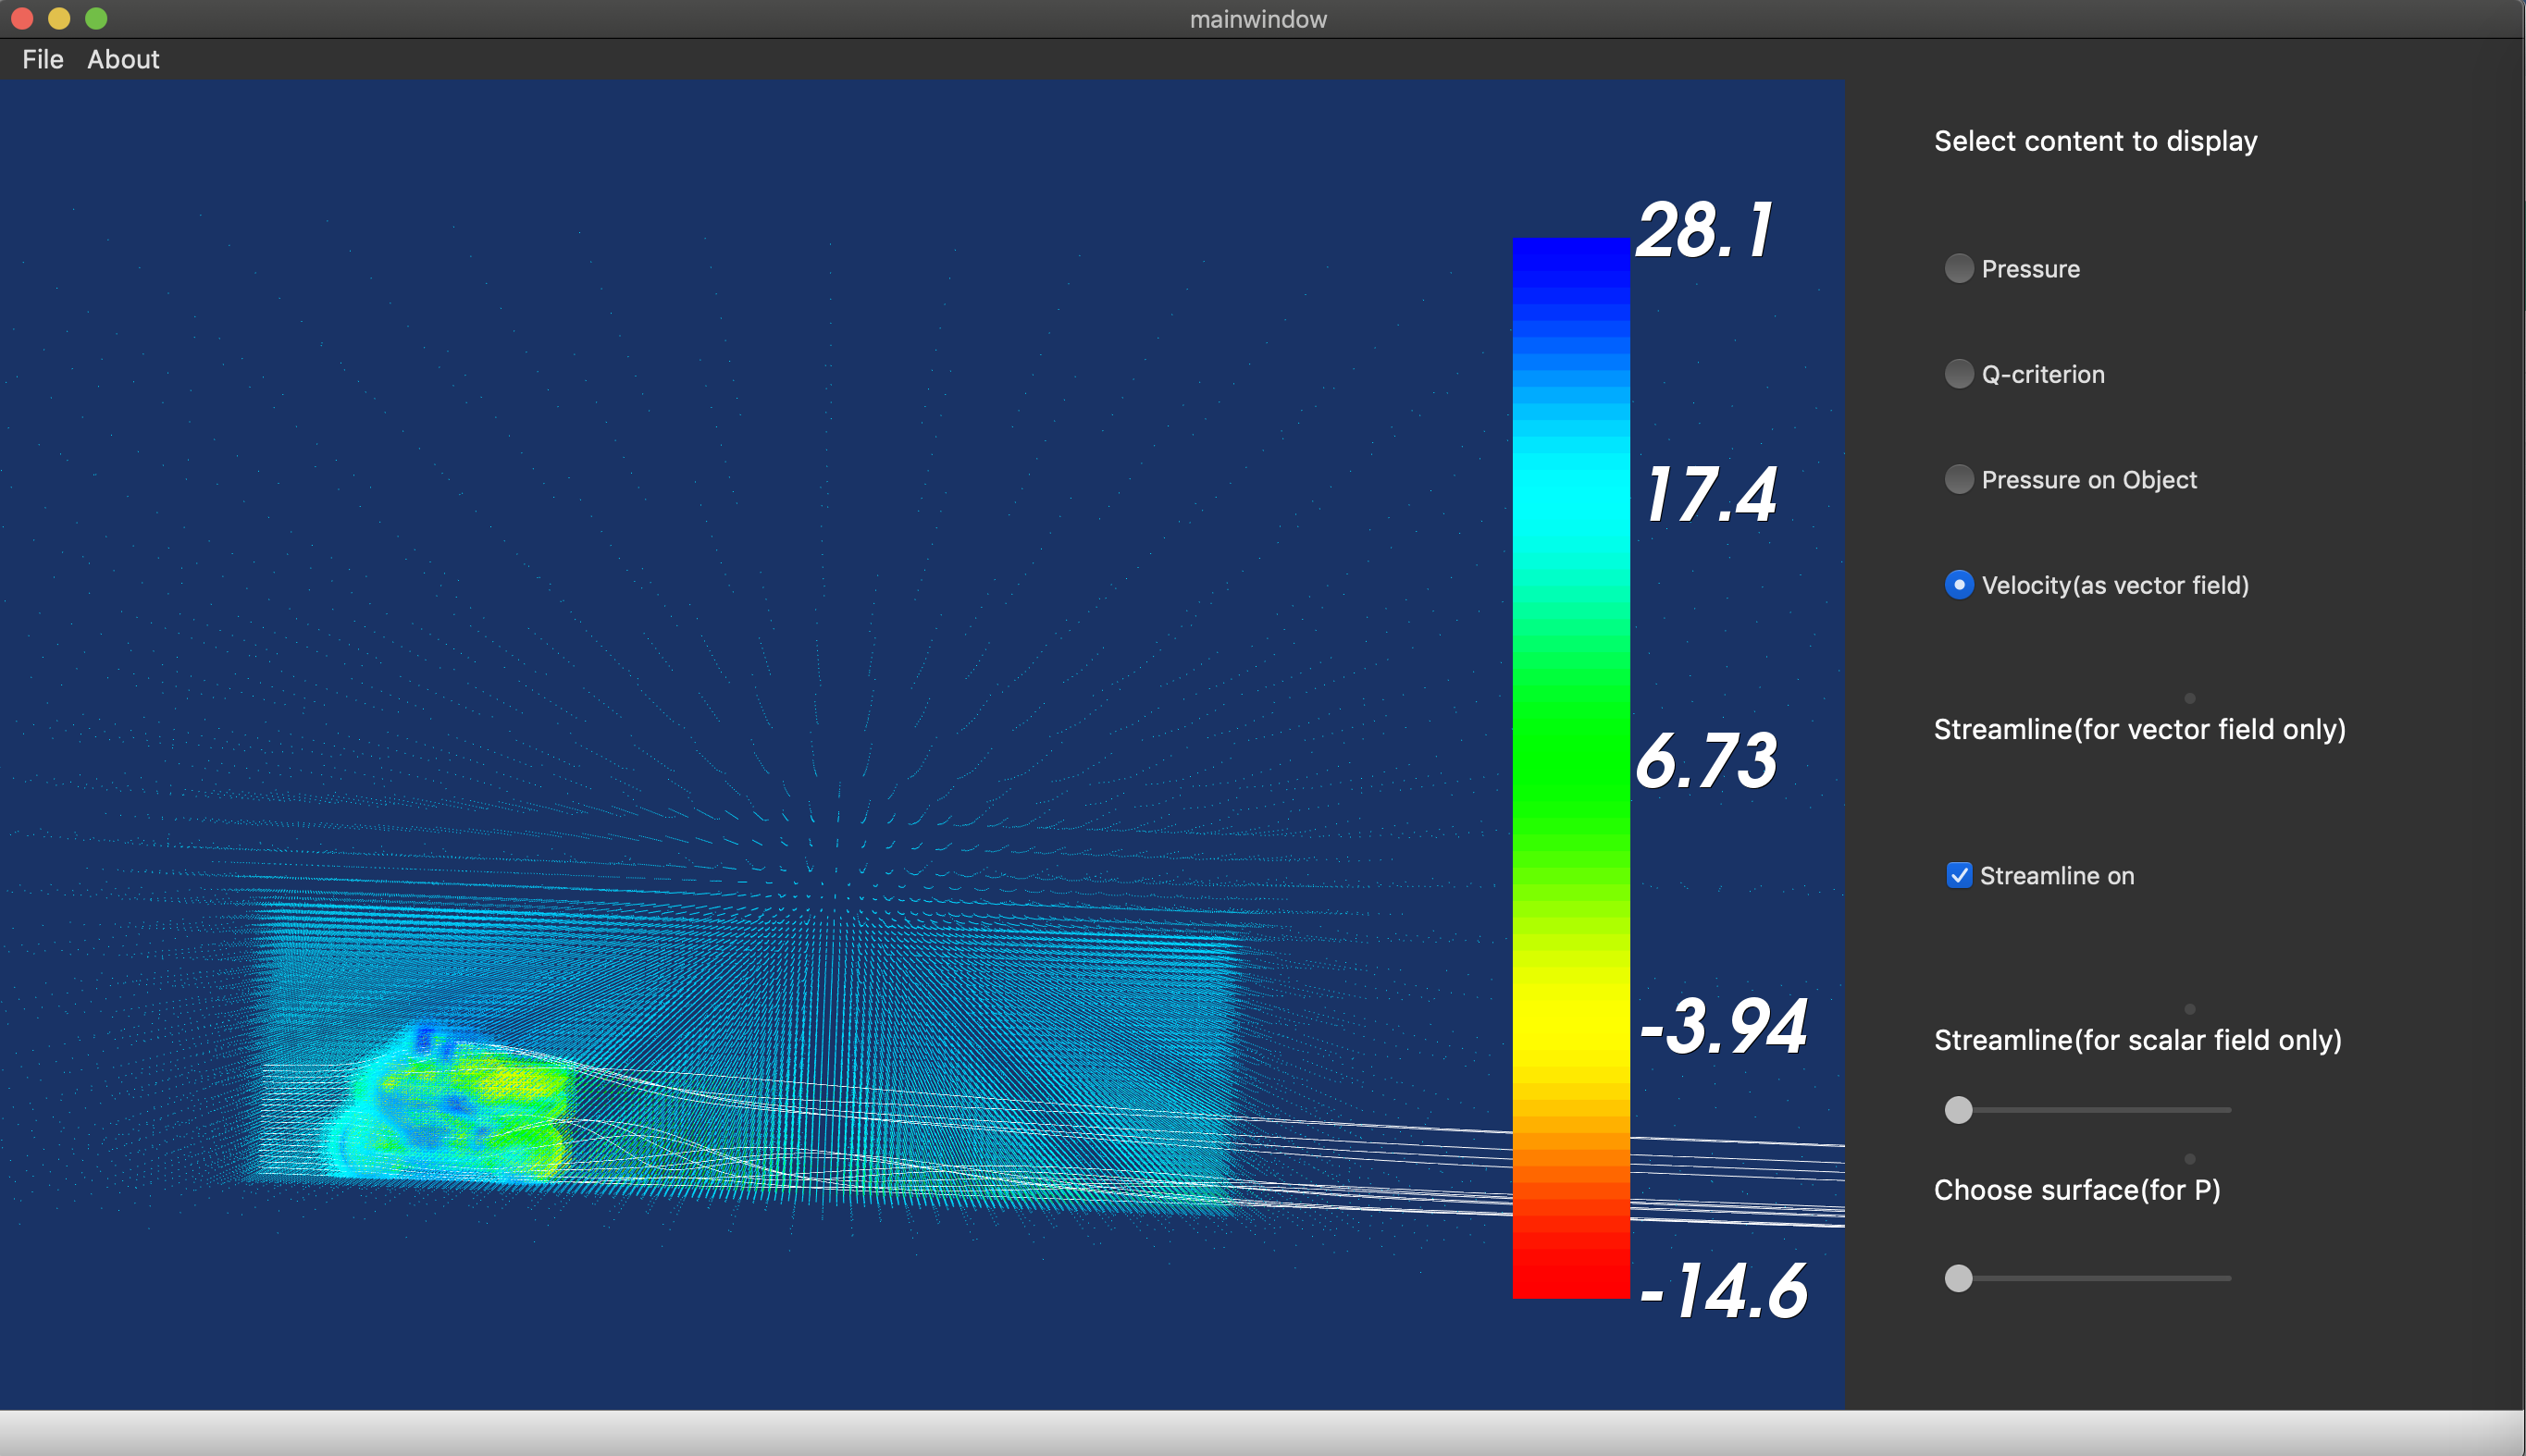 mainwindow
File About
Select content to display
28.1
Pressure
Q-criterion
17.4
Pressure on Object
Velocity(as vector field)
Streamline(for vector field only)
6.73
Streamline on
-3.94
Streamline(for scalar field only)
Choose surface(for P)
-14.6